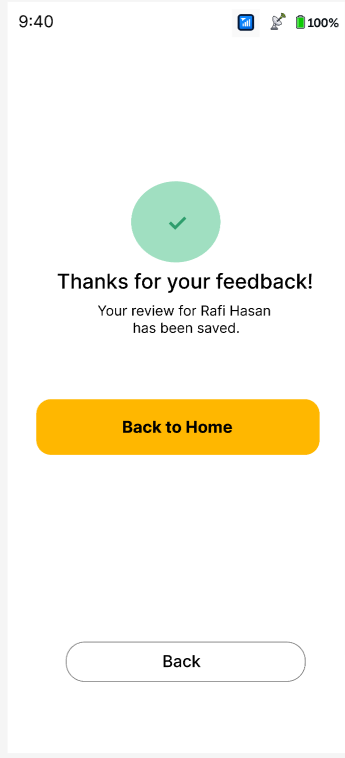 9:40
100%
Thanks for your feedback!
Your review for Rafi Hasan
has been saved.
Back to Home
Back